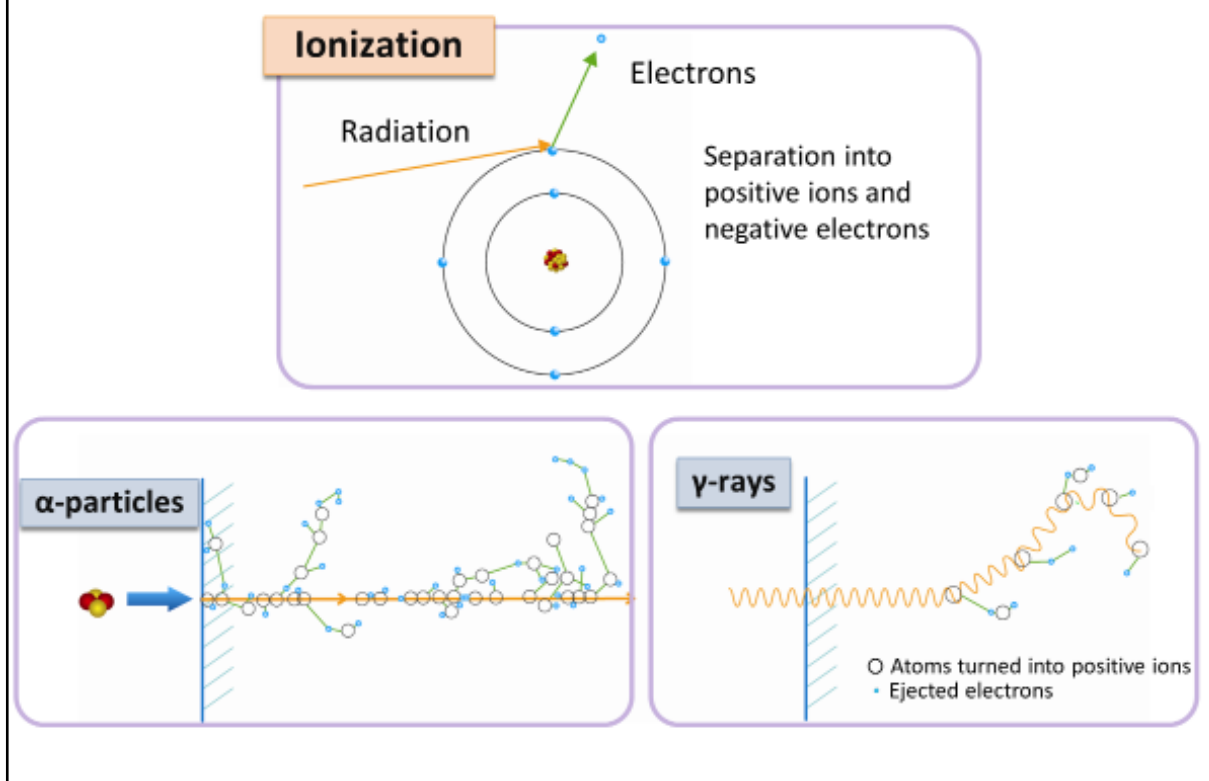 Ionization
Electrons
Radiation
Separation into
positive ions and
negative electrons
α-particles
γ-rays
Atoms turned into positive ions
Ejected electrons